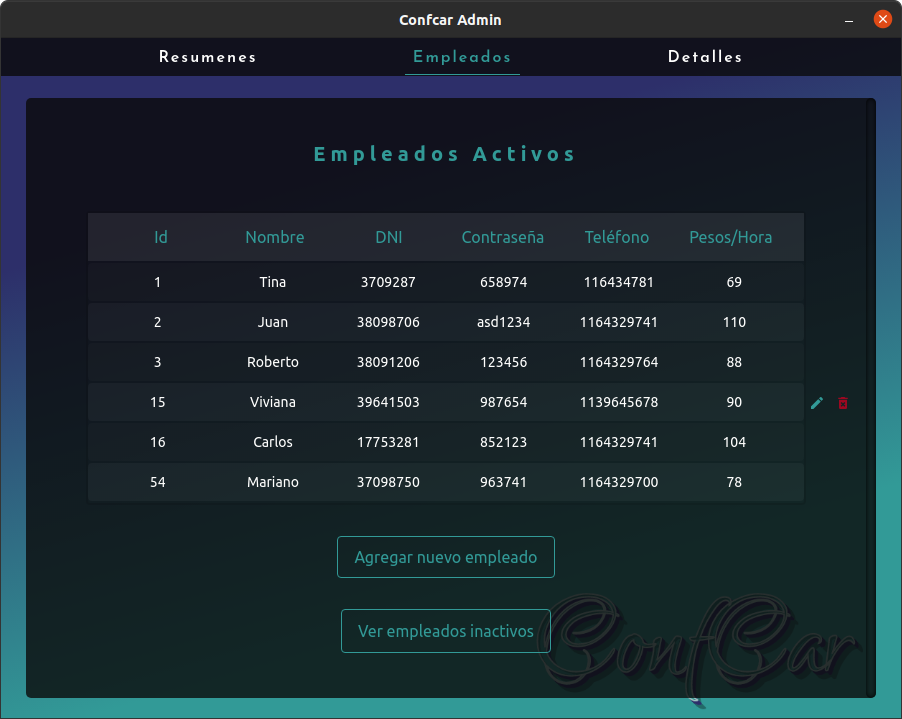 Confcar Admin
Resumenes Empleados Detalles
Empleados Activos
Id Nombre DNI Contraseña Teléfono Pesos/Hora
1 Tina 3709287 658974 116434781 69
2 Juan 38098706 asd1234 1164329741 110
3 Roberto 38091206 123456 1164329764 88
15 Viviana 39641503 987654 1139645678 90
16 Carlos 17753281 852123 1164329741 104
54 Mariano 37098750 963741 1164329700 78
Agregar nuevo empleado
Ver empleados inactivos
ConfCar